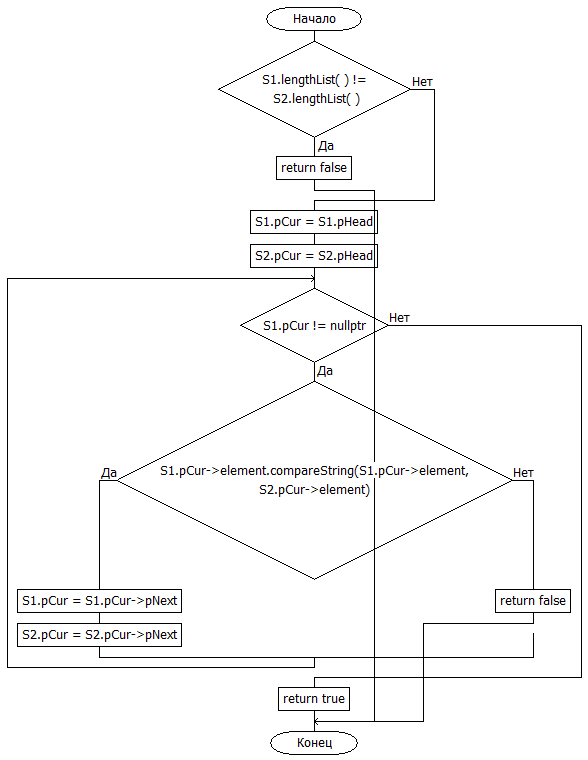 Начало
S1.lengthList( ) !=
S2.lengthList( )
Нет
Да
return false
S1.pCur = S1.pHead
S2.pCur = S2.pHead
S1.pCur != nullptr
Нет
Да
S1.pCur->element.compareString(S1.pCur->element,
S2.pCur->element)
Да
Нет
S1.pCur = S1.pCur->pNext
return false
S2.pCur = S2.pCur->pNext
return true
Конец